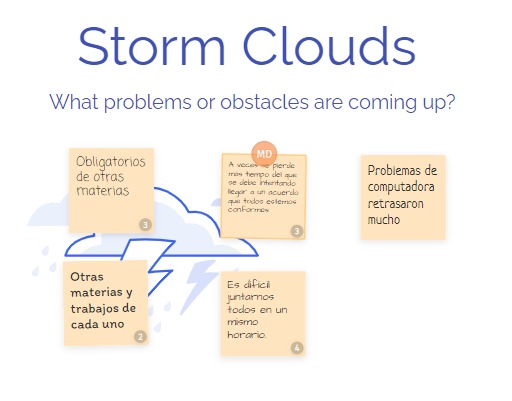 Storm Clouds
What problems or obstacles are coming up?
Obligatorios
de otras
materias
3
MD
A veces se pierde
mas tiempo del que
se debe intentando
llegar a un acuerdo
que todos estemos
conformes
3
Problemas de
computadora
retrasaron
mucho
Otras
materias y
trabajos de
cada uno
2
Es dificil
juntarnos
todos en un
mismo
horario.
4